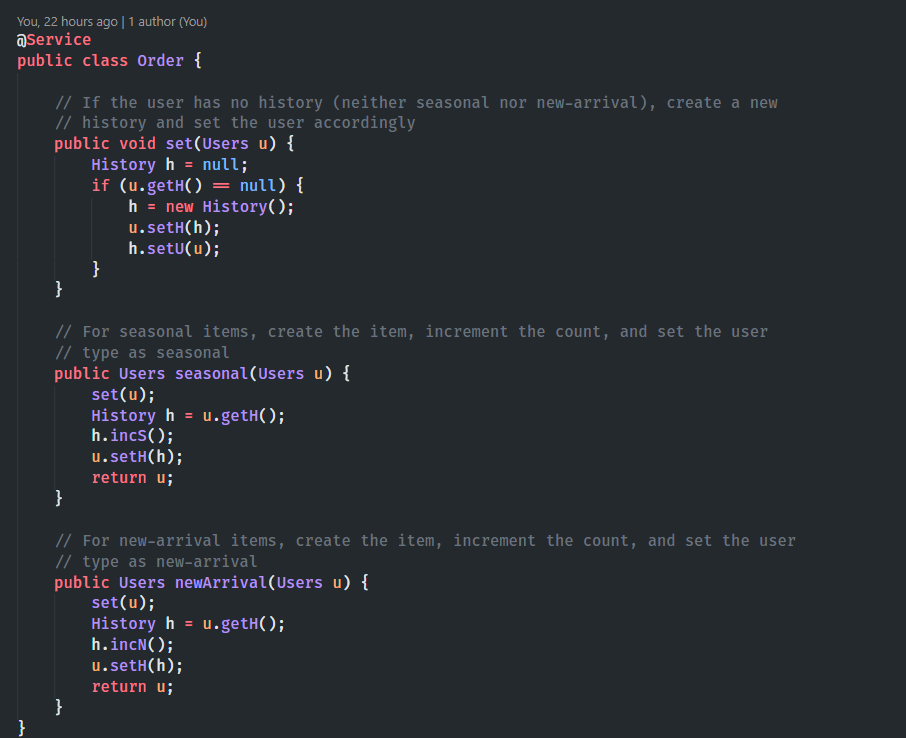 You, 22 hours ago | 1 author (You)
@Service
public class Order {
// If the user has no history (neither seasonal nor new-arrival), create a new
// history and set the user accordingly
public void set(Users u) {
History h = null;
if (u.getH() == null) {
h = new History();
u.setH(h);
h.setU(u);
}
}
// For seasonal items, create the item, increment the count, and set the user
// type as seasonal
public Users seasonal(Users u) {
set(u);
History h = u.getH();
h.incS();
u.setH(h);
return u;
}
// For new-arrival items, create the item, increment the count, and set the user
// type as new-arrival
public Users newArrival(Users u) {
set(u);
History h = u.getH();
h.incN();
u.setH(h);
return u;
}
}